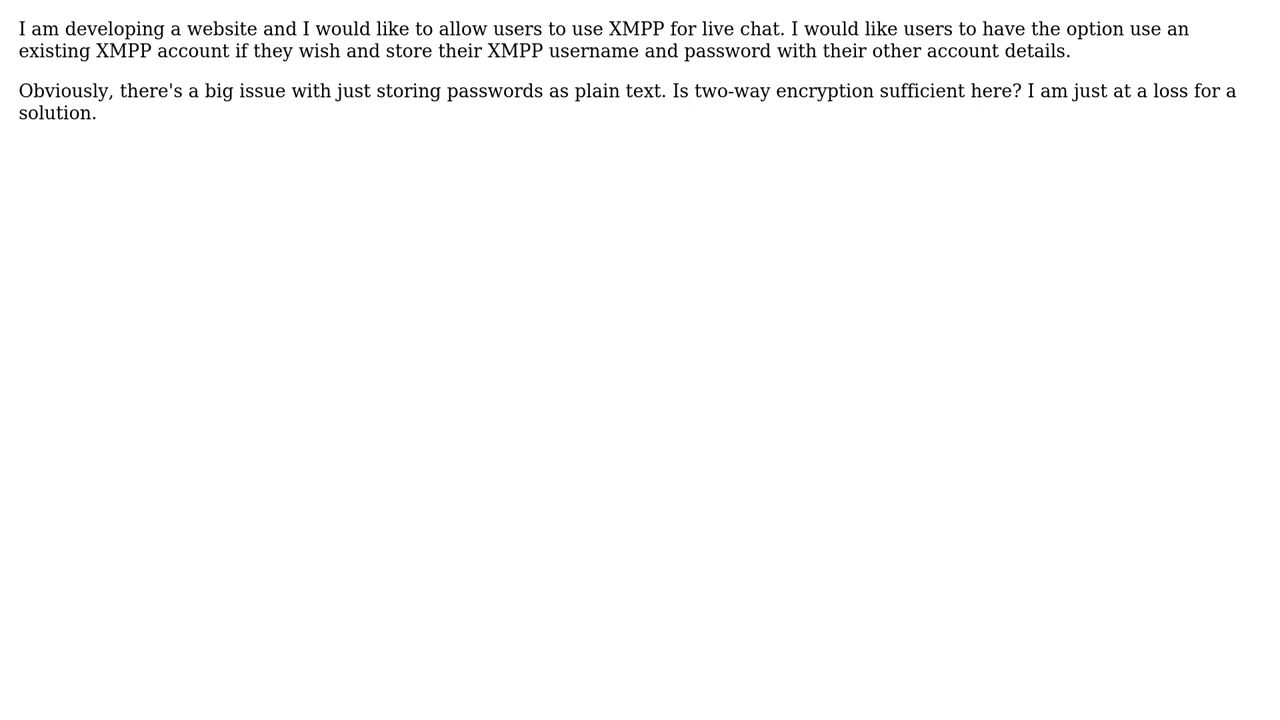 I am developing a website and I would like to allow users to use XMPP for live chat. I would like users to have the option use an
existing XMPP account if they wish and store their XMPP username and password with their other account details.
Obviously, there's a big issue with just storing passwords as plain text. Is two-way encryption sufficient here? I am just at a loss for a
solution.